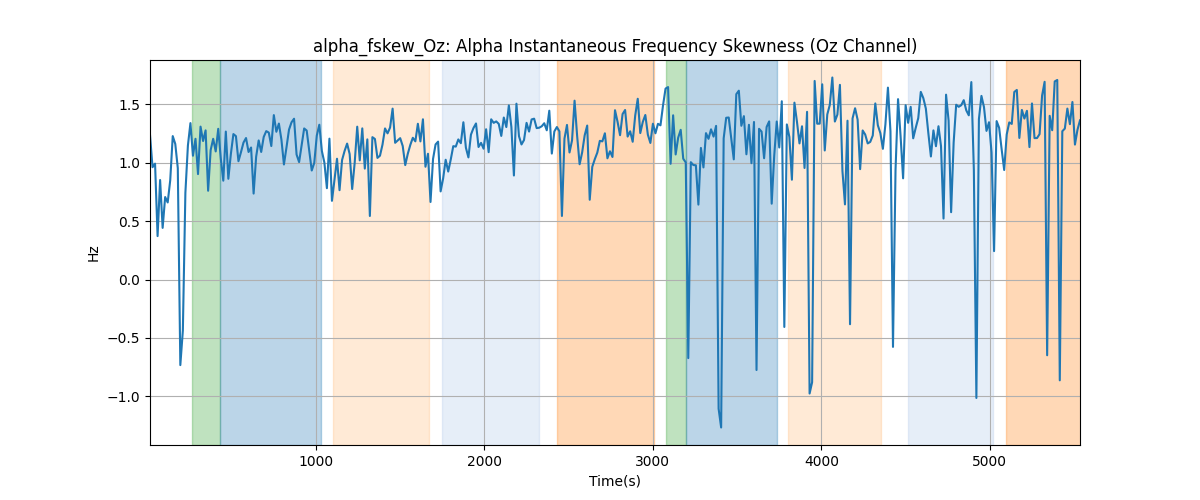 alpha_fskew_Oz: Alpha Instantaneous Frequency Skewness (Oz Channel)
Hz
1.5
1.0
0.5
0.0
−0.5
−1.0
1000 2000 3000 4000 5000
Time(s)